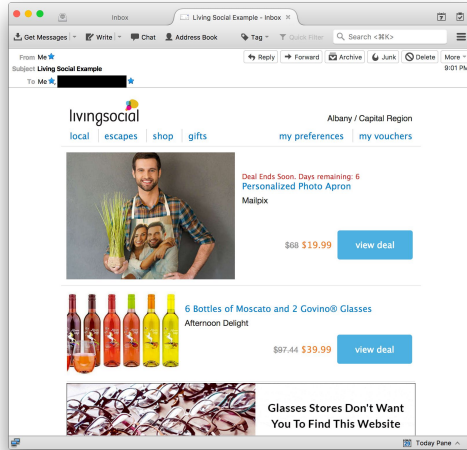 Inbox
Living Social Example - Inbox
Get Messages
Write
Chat
Address Book
Tag
Quick Filter
Search <⌘K>
From Me
Reply
Forward
Archive
Junk
Delete
More
Subject Living Social Example
9:01 PM
To Me
livingsocial
Albany / Capital Region
local | escapes | shop | gifts
my preferences | my vouchers
Deal Ends Soon. Days remaining: 6
Personalized Photo Apron
Mailpix
$68 $19.99
view deal
6 Bottles of Moscato and 2 Govino® Glasses
Afternoon Delight
$97.44 $39.99
view deal
Glasses Stores Don't Want
You To Find This Website
Today Pane